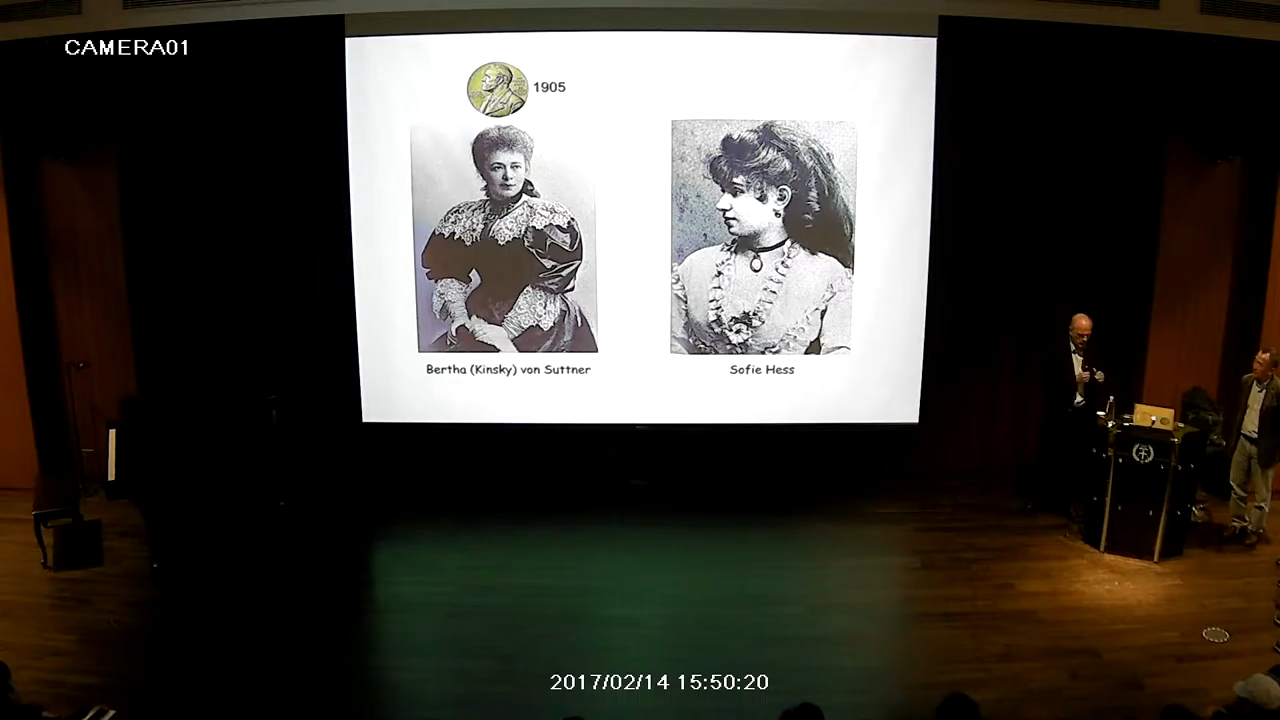 CAMERA01
1905
Bertha (Kinsky) von Suttner
Sofie Hess
2017/02/14 15:50:20